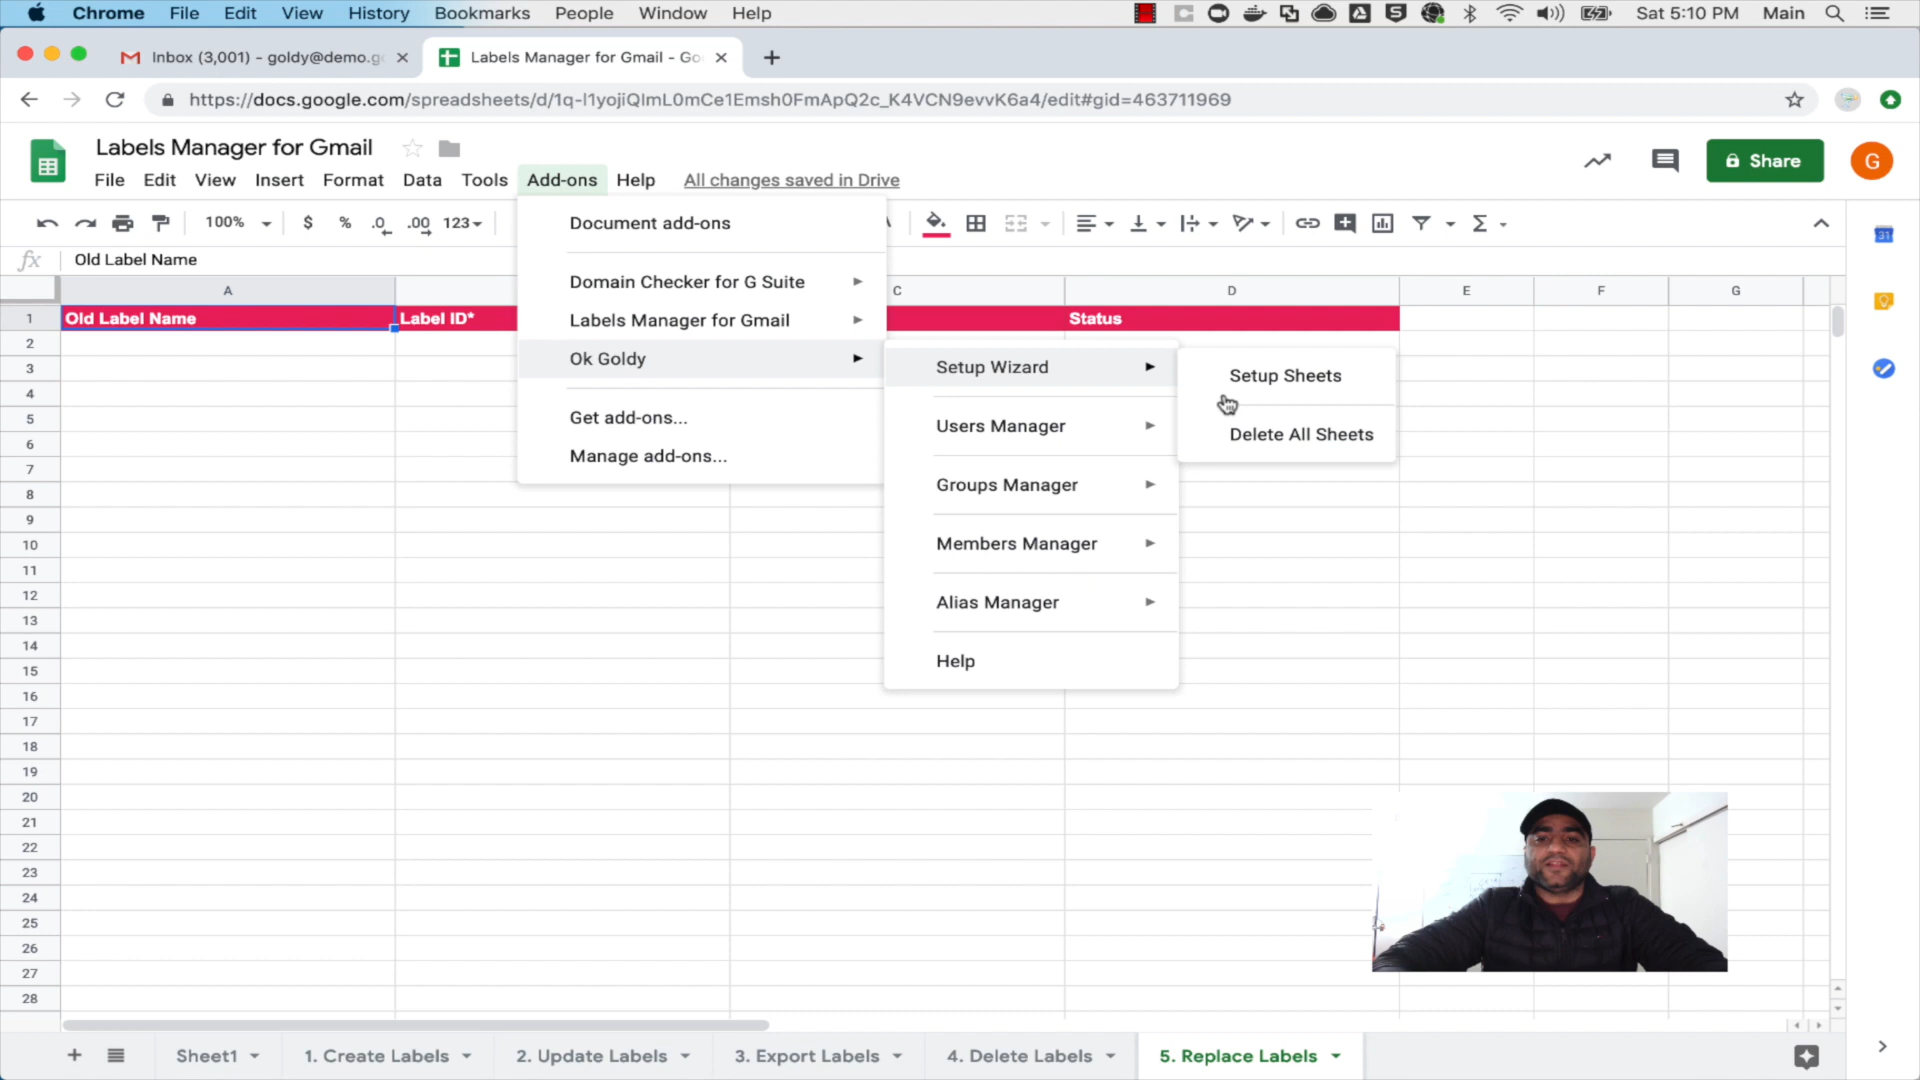 Chrome File Edit View History Bookmarks People Window Help Sat 5:10 PM Main
Inbox (3,001) - goldy@demo.g Labels Manager for Gmail - Go
https://docs.google.com/spreadsheets/d/1q-l1yojiQlmL0mCe1Emsh0FmApQ2c_K4VCN9evvK6a4/edit#gid=463711969
Labels Manager for Gmail
File Edit View Insert Format Data Tools Add-ons Help All changes saved in Drive
Share
G
100% $ % .0 .00 123
31
fx Old Label Name
A C D E F G
1 Old Label Name Label ID* Status
2
3
4
5
6
7
8
9
10
11
12
13
14
15
16
17
18
19
20
21
22
23
24
25
26
27
28
Document add-ons
Domain Checker for G Suite
Labels Manager for Gmail
Ok Goldy
Get add-ons...
Manage add-ons...
Setup Wizard
Users Manager
Groups Manager
Members Manager
Alias Manager
Help
Setup Sheets
Delete All Sheets
Sheet1 1. Create Labels 2. Update Labels 3. Export Labels 4. Delete Labels 5. Replace Labels